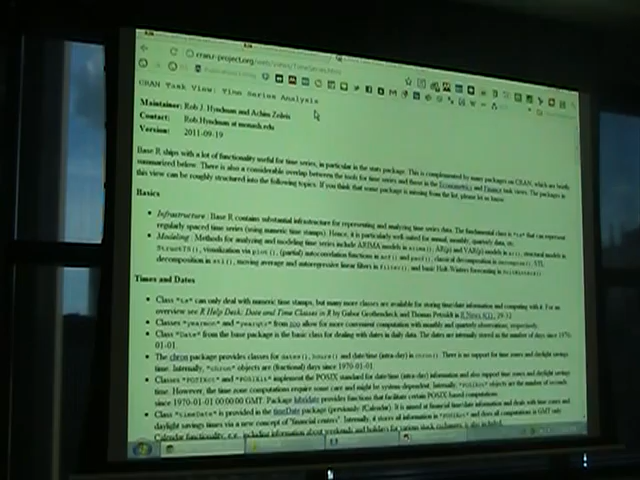 cran.r-project.org/web/views/TimeSeries.html
CRAN Task View: Time Series Analysis
Maintainer: Rob J. Hyndman and Achim Zeileis
Contact: Rob.Hyndman at monash.edu
Version: 2011-09-19
Base R ships with a lot of functionality useful for time series, in particular in the stats package. This is complemented by many packages on CRAN, which are briefly
summarized below. There is also a considerable overlap between the tools for time series and those in the Econometrics and Finance task views. The packages in
this view can be roughly structured into the following topics. If you think that some package is missing from the list, please let us know.
Basics
Infrastructure : Base R contains substantial infrastructure for representing and analyzing time series data. The fundamental class is "ts" that can represent
regularly spaced time series (using numeric time stamps). Hence, it is particularly well suited for annual, monthly, quarterly data, etc.
Modeling : Methods for analyzing and modeling time series include ARIMA models in arima(), AR(p) and VAR(p) models in ar(), structural models in
StructTS(), visualization via plot(), (partial) autocorrelation functions in acf() and pacf(), classical decomposition in decompose(), STL
decomposition in stl(), moving average and autoregressive linear filters in filter(), and basic Holt-Winters forecasting in HoltWinters()
Times and Dates
Class "ts" can only deal with numeric time stamps, but many more classes are available for storing time/date information and computing with it. For an
overview see R Help Desk: Date and Time Classes in R by Gabor Grothendieck and Thomas Petzoldt in R News 4(1), 29-32
Classes "yearmon" and "yearqtr" from zoo allow for more convenient computation with monthly and quarterly observations, respectively.
Class "Date" from the base package is the basic class for dealing with dates in daily data. The dates are internally stored as the number of days since 1970-
01-01.
The chron package provides classes for dates(), hours() and date/time (intra-day) in chron(). There is no support for time zones and daylight savings
time. Internally, "chron" objects are (fractional) days since 1970-01-01.
Classes "POSIXct" and "POSIXlt" implement the POSIX standard for date/time (intra-day) information and also support time zones and daylight savings
time. However, the time zone computations require some care and might be system-dependent. Internally, "POSIXct" objects are the number of seconds
since 1970-01-01 00:00:00 GMT. Package lubridate provides functions that facilitate certain POSIX-based computations.
Class "timeDate" is provided in the timeDate package (previously: fCalendar). It is aimed at financial time/date information and deals with time zones and
daylight savings times via a new concept of "financial centers". Internally, it stores all information in "POSIXct" and does all computations in GMT only.
Calendar functionality, e.g., including information about weekends and holidays for various stock exchanges, is also included.